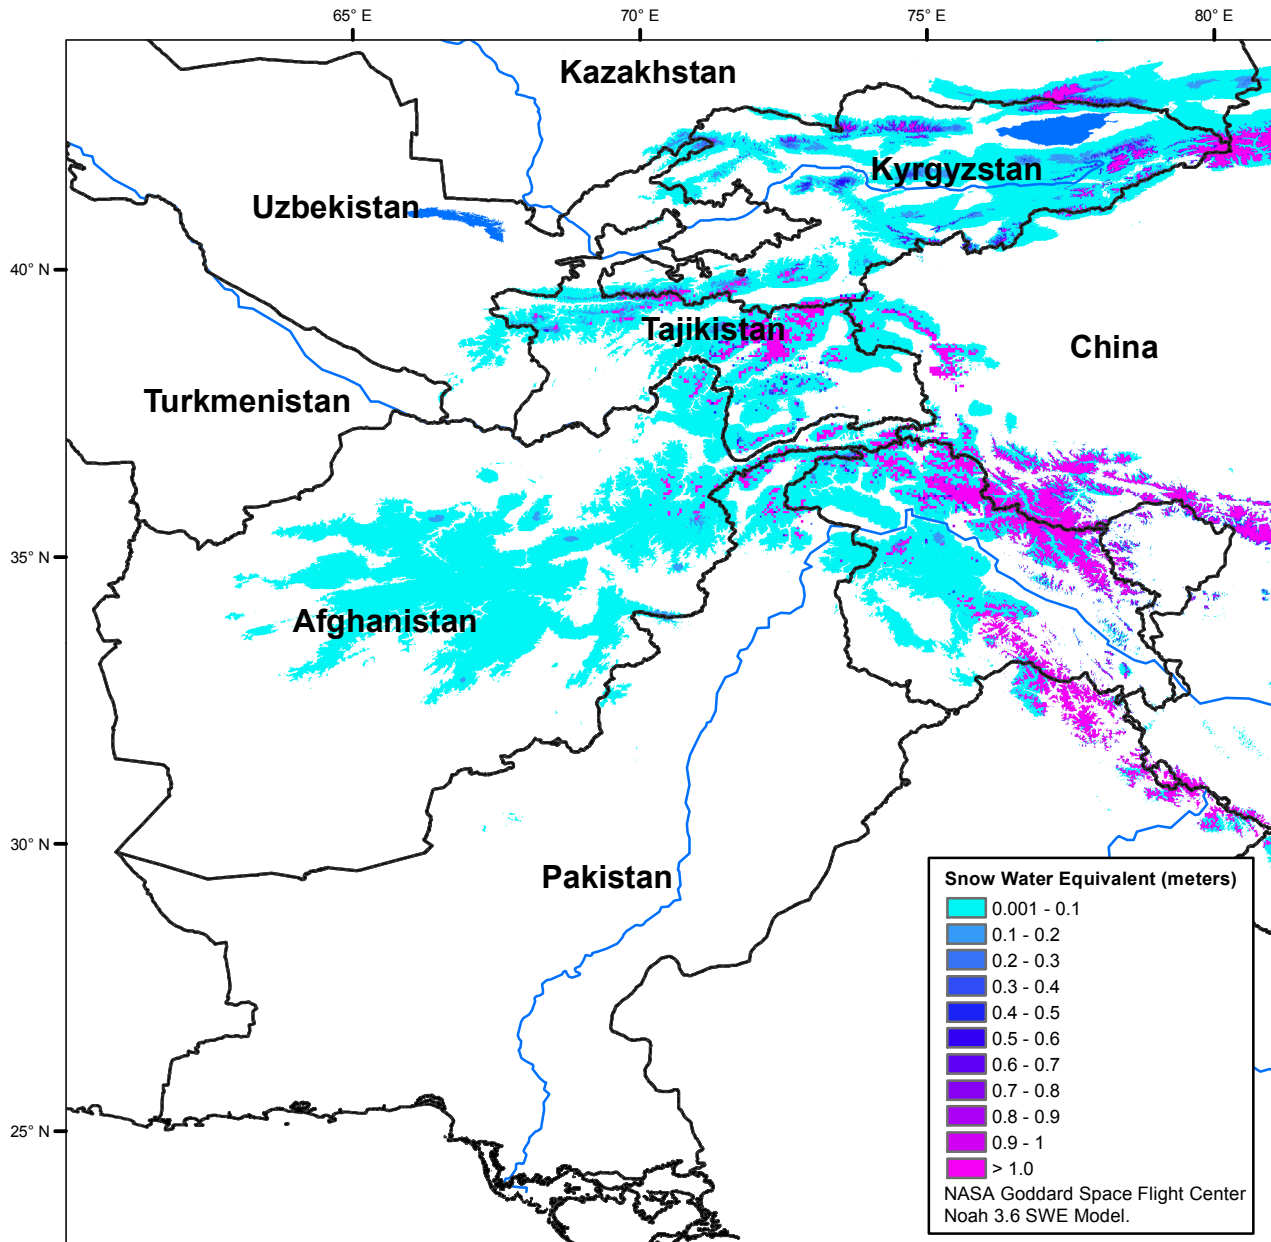 65° E
70° E
75° E
80° E
Kazakhstan
Kyrgyzstan
Uzbekistan
40° N
Tajikistan
China
Turkmenistan
35° N
Afghanistan
30° N
Pakistan
25° N
Snow Water Equivalent (meters)
0.001 - 0.1
0.1 - 0.2
0.2 - 0.3
0.3 - 0.4
0.4 - 0.5
0.5 - 0.6
0.6 - 0.7
0.7 - 0.8
0.8 - 0.9
0.9 - 1
> 1.0
NASA Goddard Space Flight Center
Noah 3.6 SWE Model.